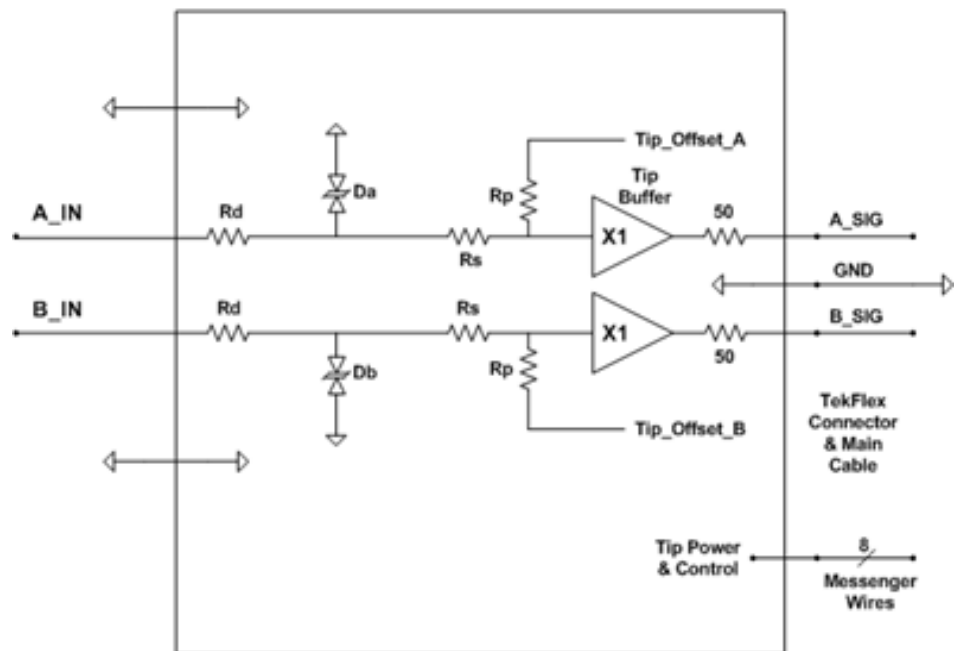 Tip_Offset_A
Da
Rp
Tip
Buffer
A_IN
Rd
50
A_SIG
X1
Rs
GND
B_IN
Rd
Rs
B_SIG
X1
Db
Rp
50
Tip_Offset_B
TekFlex
Connector
& Main
Cable
Tip Power
& Control
8
Messenger
Wires